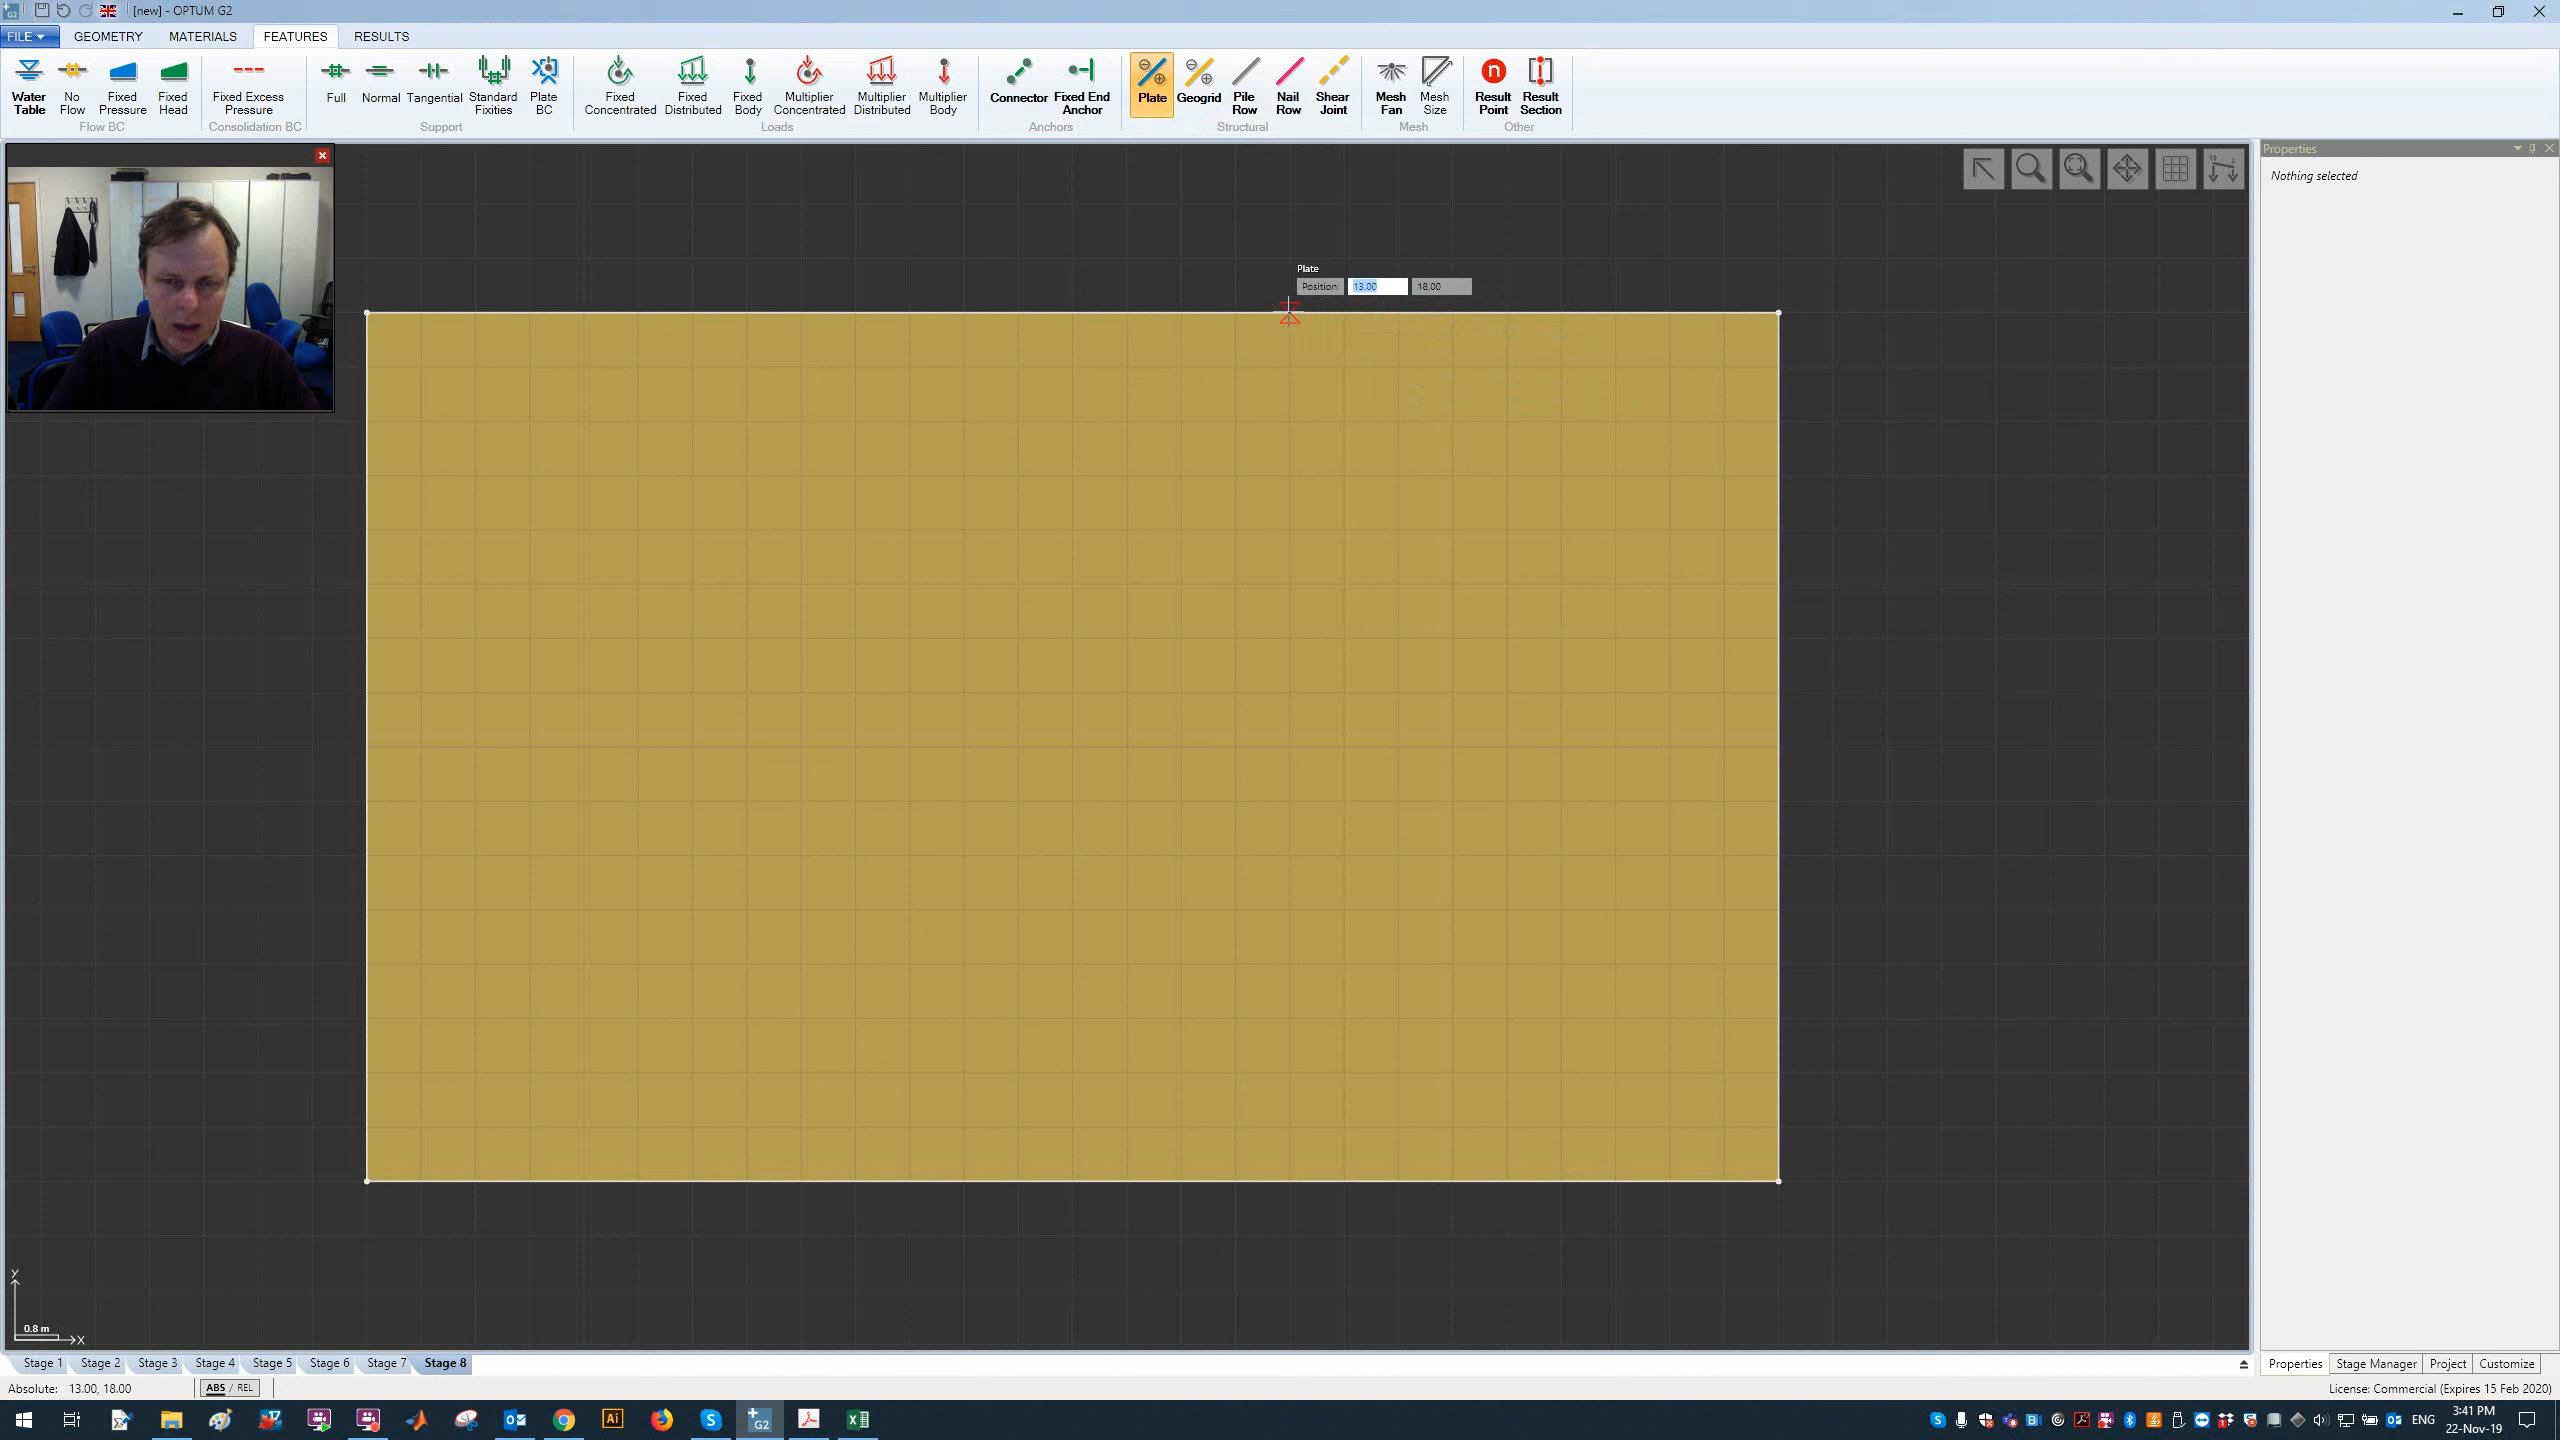 [new] - OPTUM G2
FILE GEOMETRY MATERIALS FEATURES RESULTS
Water Table
No Flow
Fixed Pressure
Fixed Head
Flow BC
Fixed Excess Pressure
Consolidation BC
Full
Normal
Tangential
Standard Fixities
Plate BC
Support
Fixed Concentrated
Fixed Distributed
Fixed Body
Multiplier Concentrated
Multiplier Distributed
Multiplier Body
Loads
Connector
Fixed End Anchor
Anchors
Plate
Geogrid
Pile Row
Nail Row
Shear Joint
Structural
Mesh Fan
Mesh Size
Mesh
n
Result Point
Result Section
Other
Properties
Nothing selected
Plate
Position: 13.00 18.00
Y
0.8 m
X
Stage 1 Stage 2 Stage 3 Stage 4 Stage 5 Stage 6 Stage 7 Stage 8
Properties Stage Manager Project Customize
Absolute: 13.00, 18.00 ABS / REL
License: Commercial (Expires 15 Feb 2020)
17
Ai
G2
ENG
3:41 PM
22-Nov-19